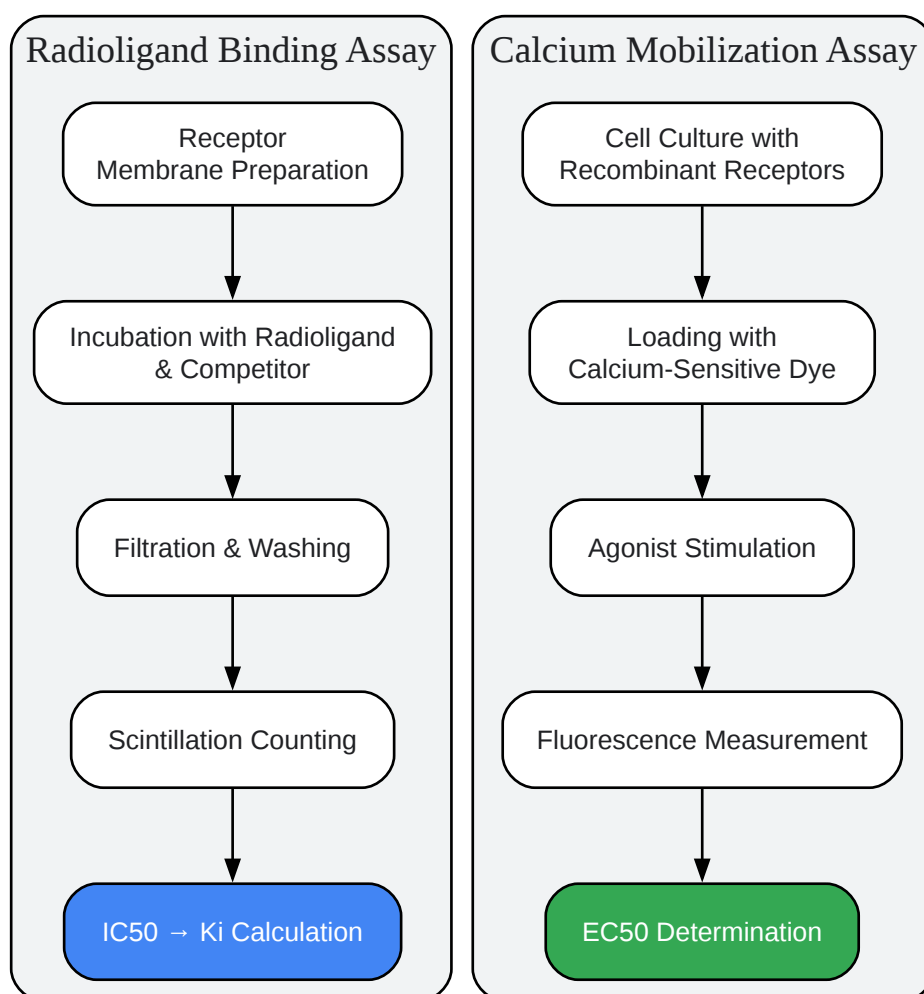 Radioligand Binding Assay
Receptor
Membrane Preparation
Incubation with Radioligand
& Competitor
Filtration & Washing
Scintillation Counting
IC50 → Ki Calculation
Calcium Mobilization Assay
Cell Culture with
Recombinant Receptors
Loading with
Calcium-Sensitive Dye
Agonist Stimulation
Fluorescence Measurement
EC50 Determination